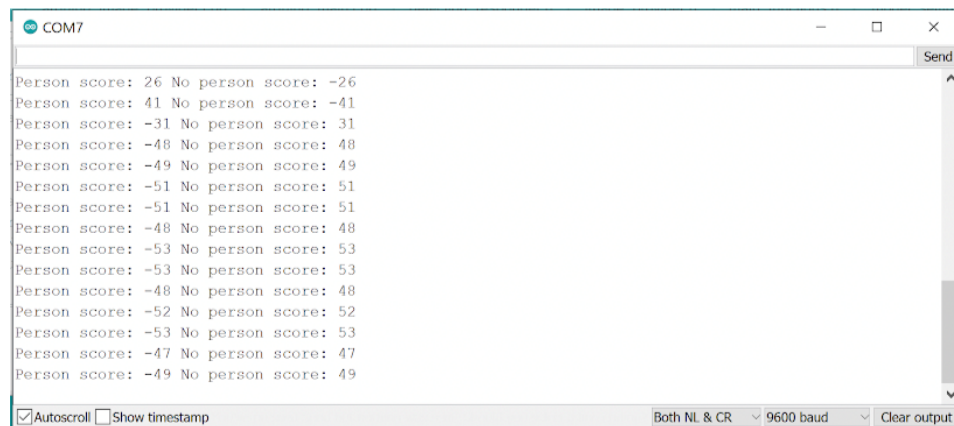 COM7
Send
Person score: 26 No person score: -26
Person score: 41 No person score: -41
Person score: -31 No person score: 31
Person score: -48 No person score: 48
Person score: -49 No person score: 49
Person score: -51 No person score: 51
Person score: -51 No person score: 51
Person score: -48 No person score: 48
Person score: -53 No person score: 53
Person score: -53 No person score: 53
Person score: -48 No person score: 48
Person score: -52 No person score: 52
Person score: -53 No person score: 53
Person score: -47 No person score: 47
Person score: -49 No person score: 49
Autoscroll Show timestamp Both NL & CR 9600 baud Clear output